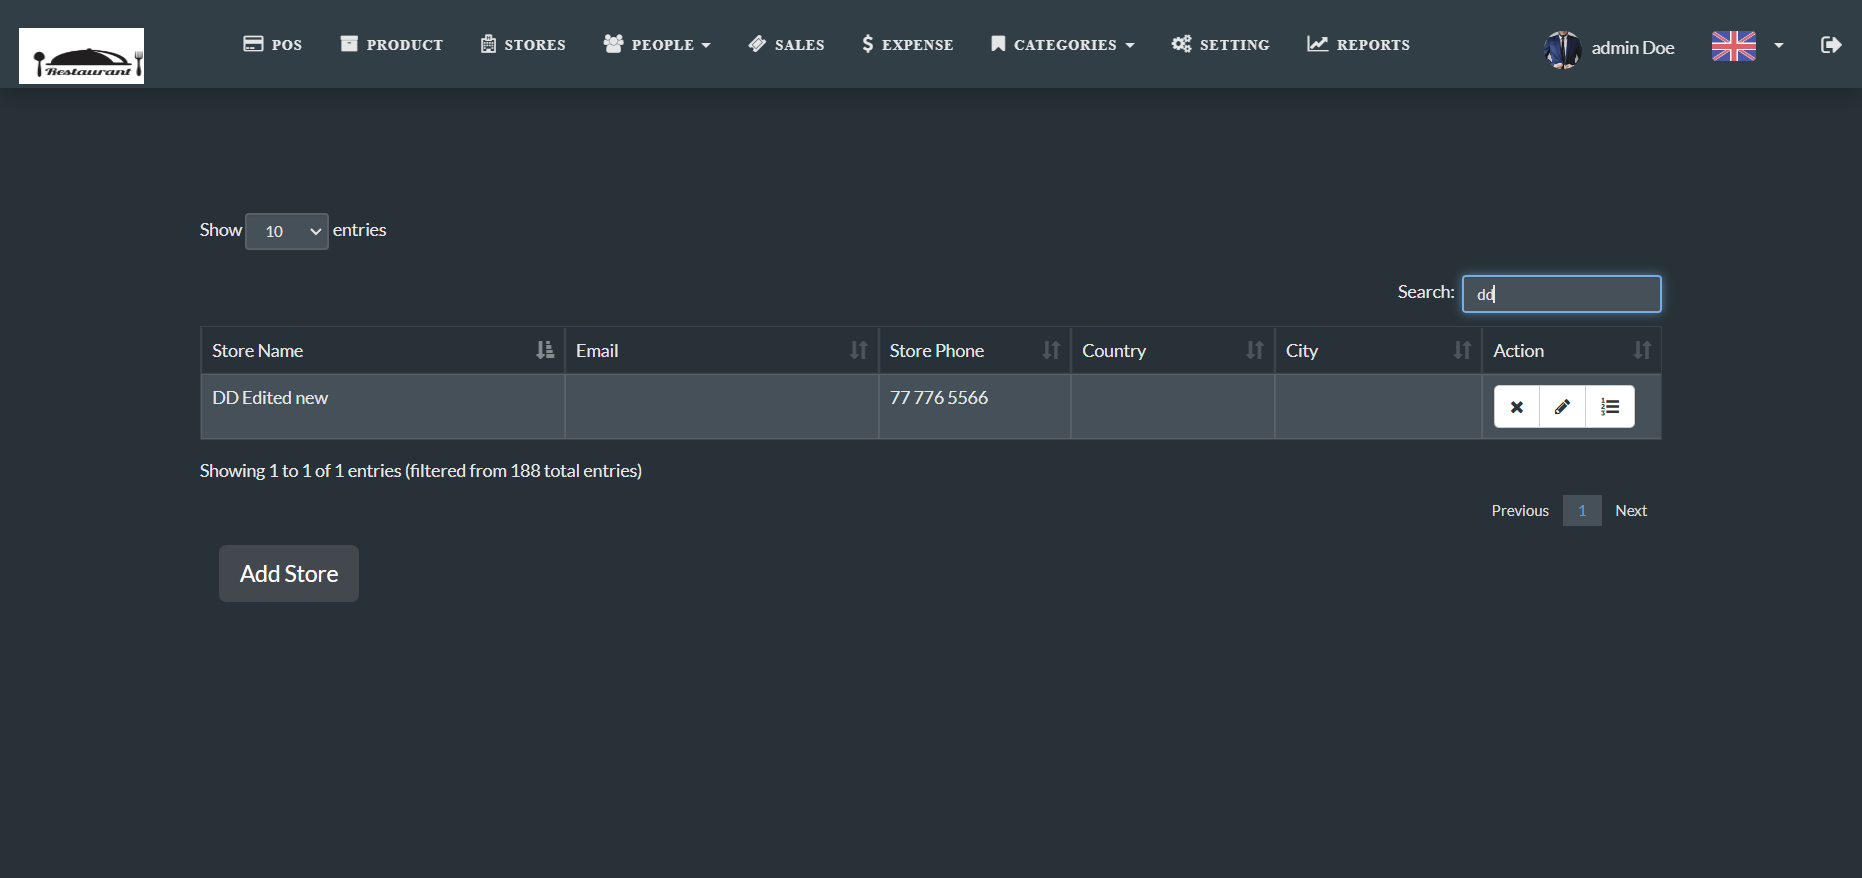 Restaurant
POS PRODUCT STORES PEOPLE SALES EXPENSE CATEGORIES SETTING REPORTS admin Doe
Show 10 entries
Search: dd
Store Name Email Store Phone Country City Action
DD Edited new 77 776 5566
Showing 1 to 1 of 1 entries (filtered from 188 total entries)
Previous 1 Next
Add Store